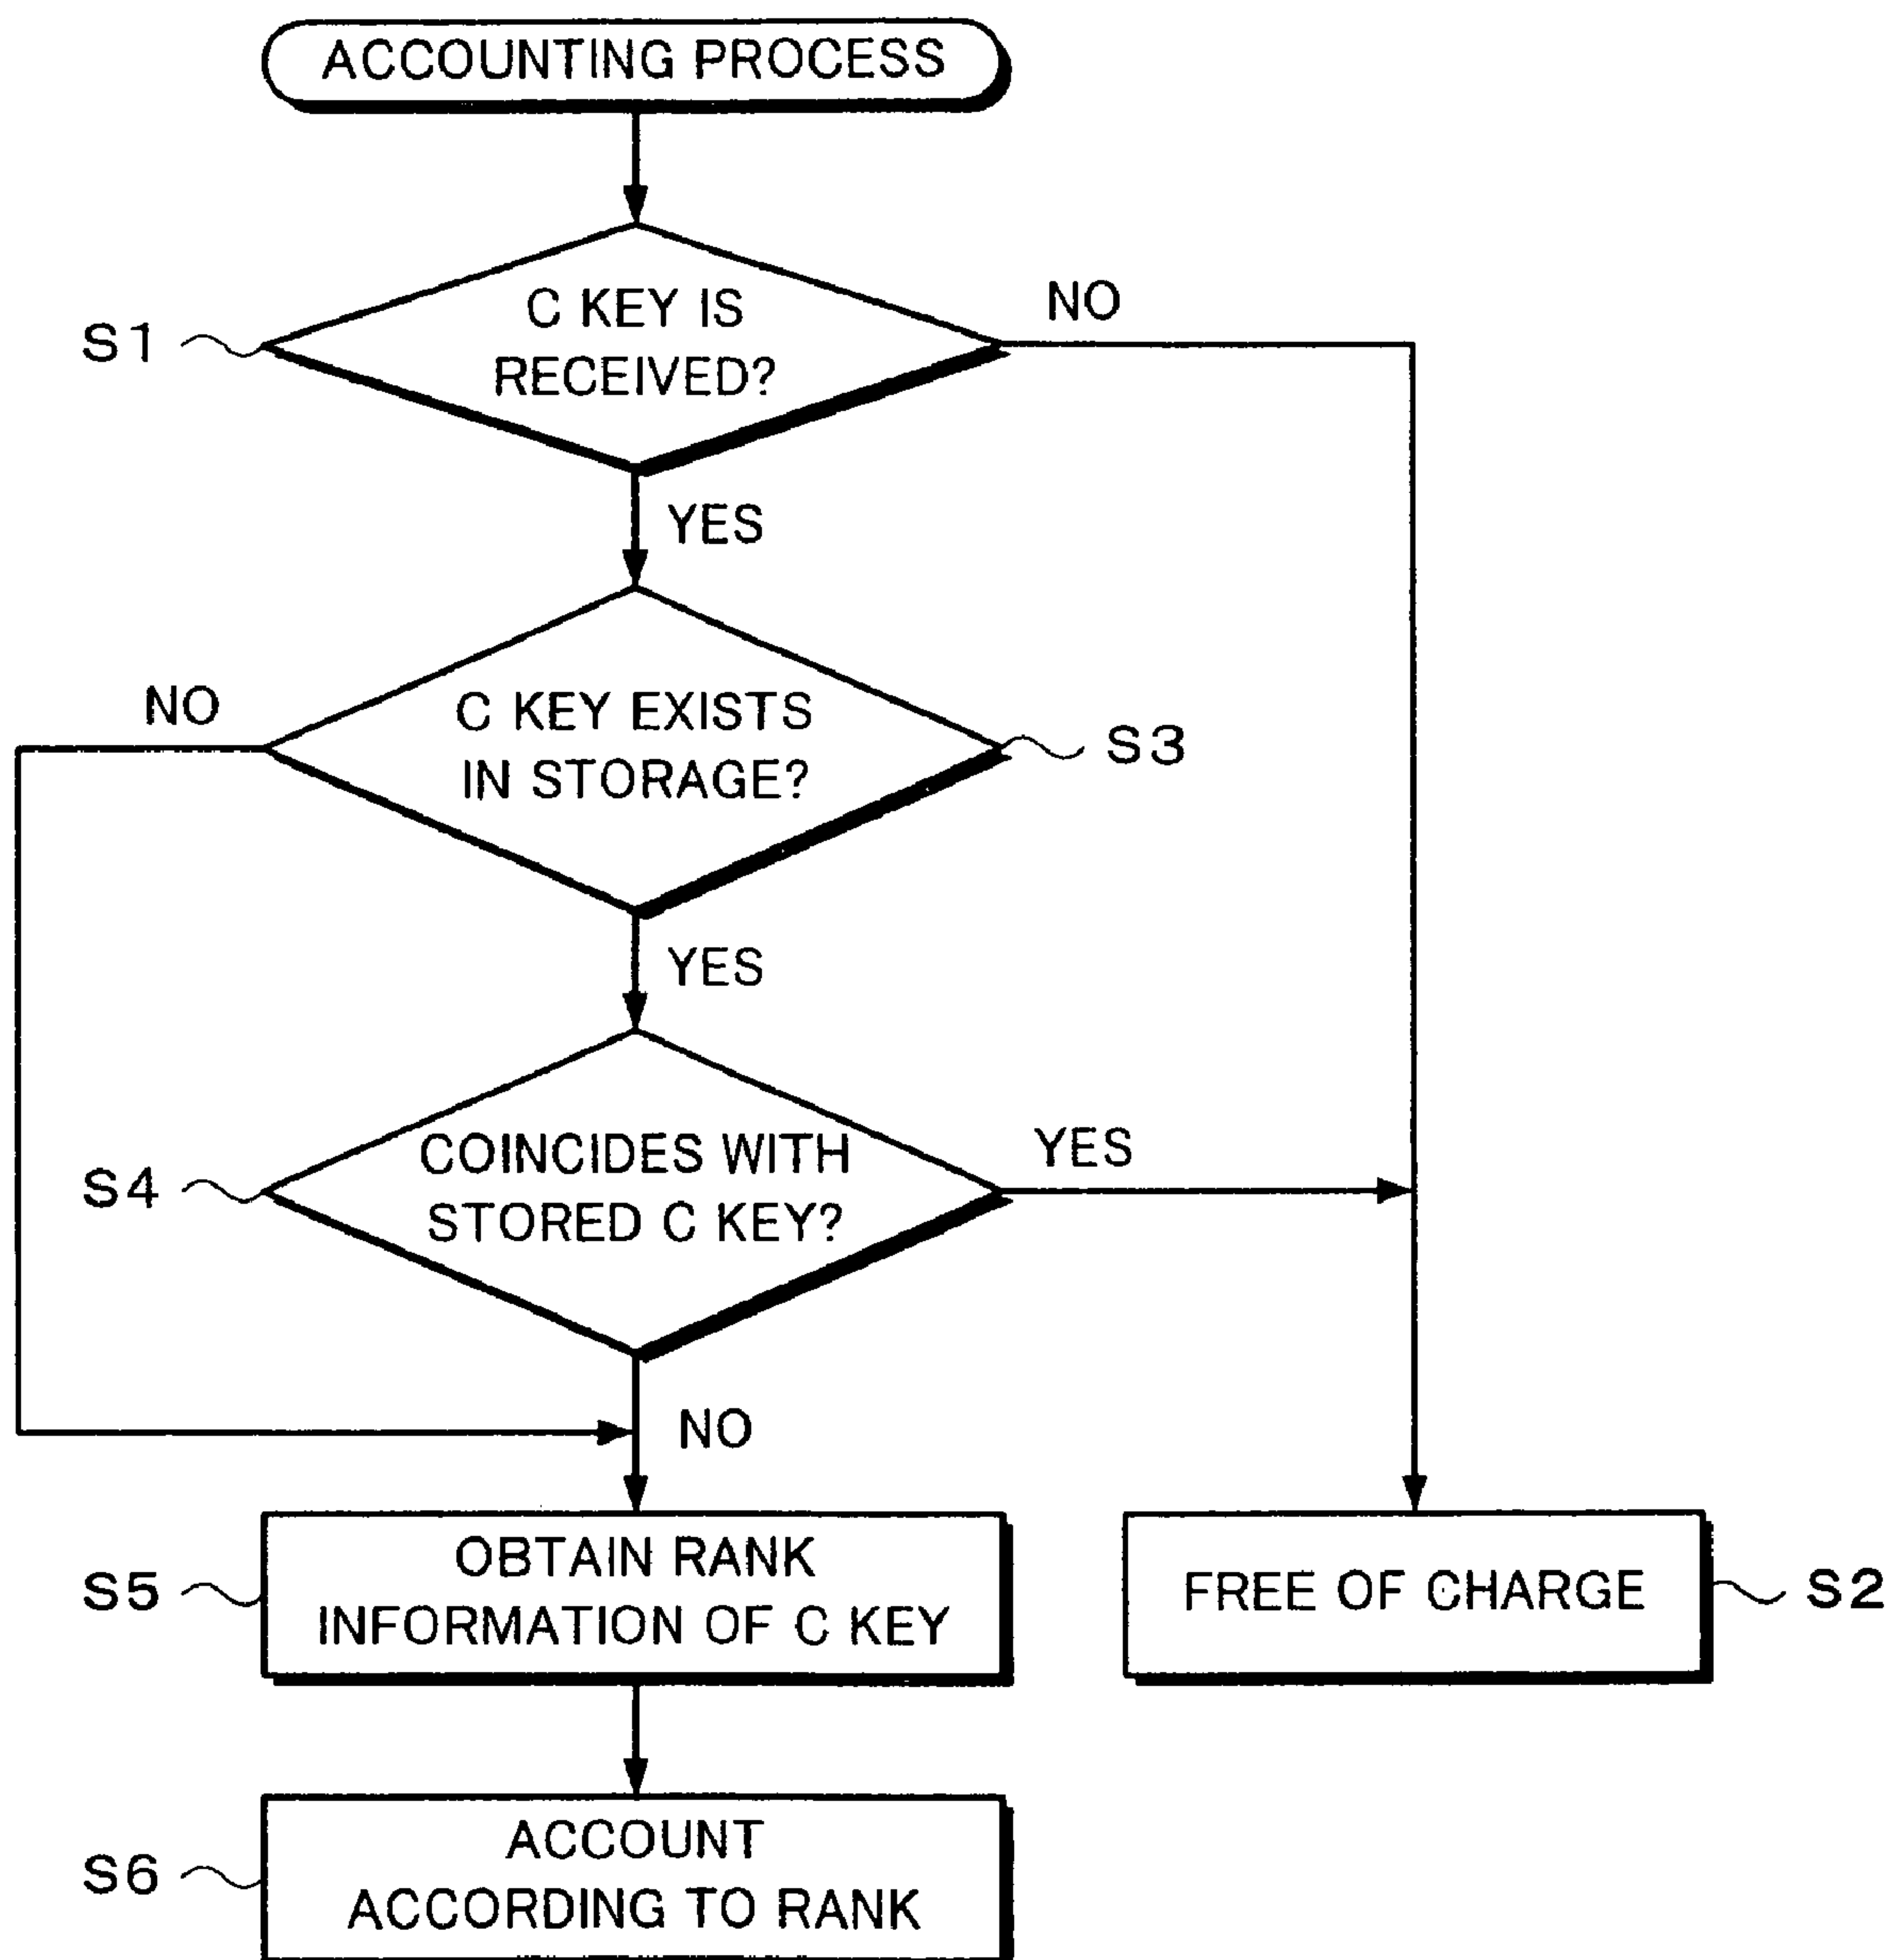 ACCOUNTING PROCESS
C KEY IS
RECEIVED?
NO
S1
YES
C KEY EXISTS
IN STORAGE?
NO
S3
YES
COINCIDES WITH
STORED C KEY?
YES
S4
NO
OBTAIN RANK
INFORMATION OF C KEY
S5
FREE OF CHARGE
S2
ACCOUNT
ACCORDING TO RANK
S6